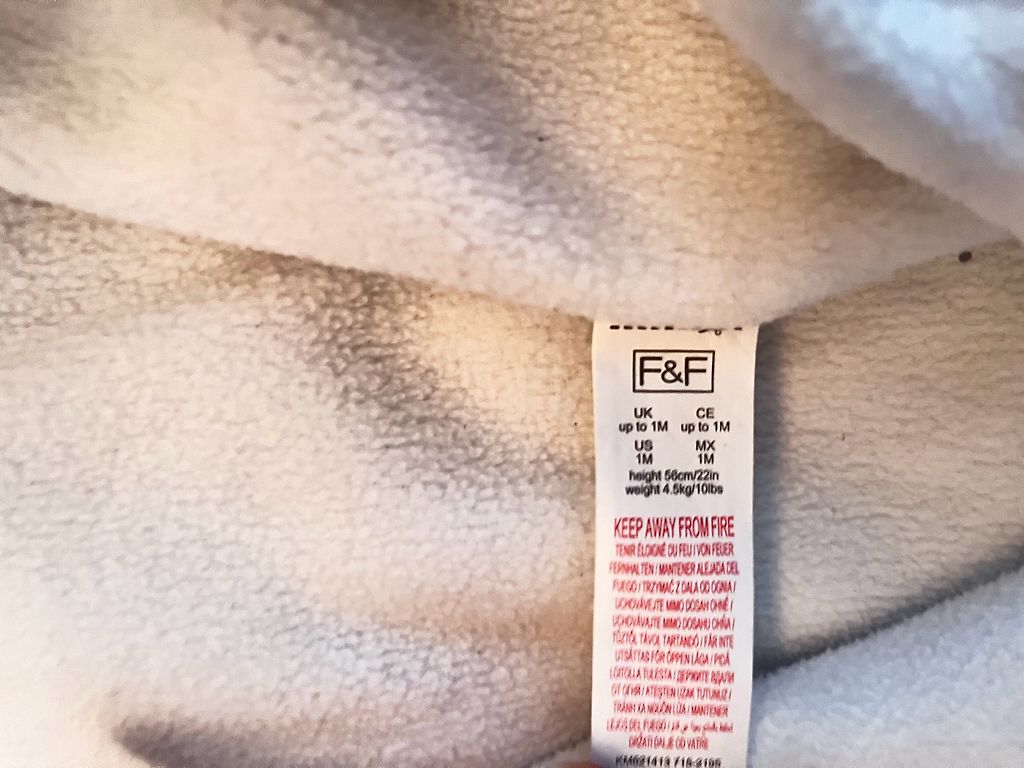 F&F
UK CE
up to 1M up to 1M
US MX
1M 1M
height 56cm/22in
weight 4.5kg/10lbs
KEEP AWAY FROM FIRE
TENIR ÉLOIGNÉ DU FEU / VON FEUER
FERNHALTEN / MANTENER ALEJADA DEL
FUEGO / TRZYMAĆ Z DALA OD OGNIA /
UCHOVÁVEJTE MIMO DOSAH OHNĚ /
UCHOVÁVAJTE MIMO DOSAHU OHŇA /
TŰZTŐL TÁVOL TARTANDÓ / FÅR INTE
UTSÄTTAS FÖR ÖPPEN LÅGA / PIDÄ
LOITOLLA TULESTA / ДЕРЖИТЕ ВДАЛИ
ОТ ОГНЯ / ATEŞTEN UZAK TUTUNUZ /
TRÁNH XA NGUỒN LỬA / MANTENER
LEJOS DEL FUEGO /
DRŽATI DALJE OD VATRE